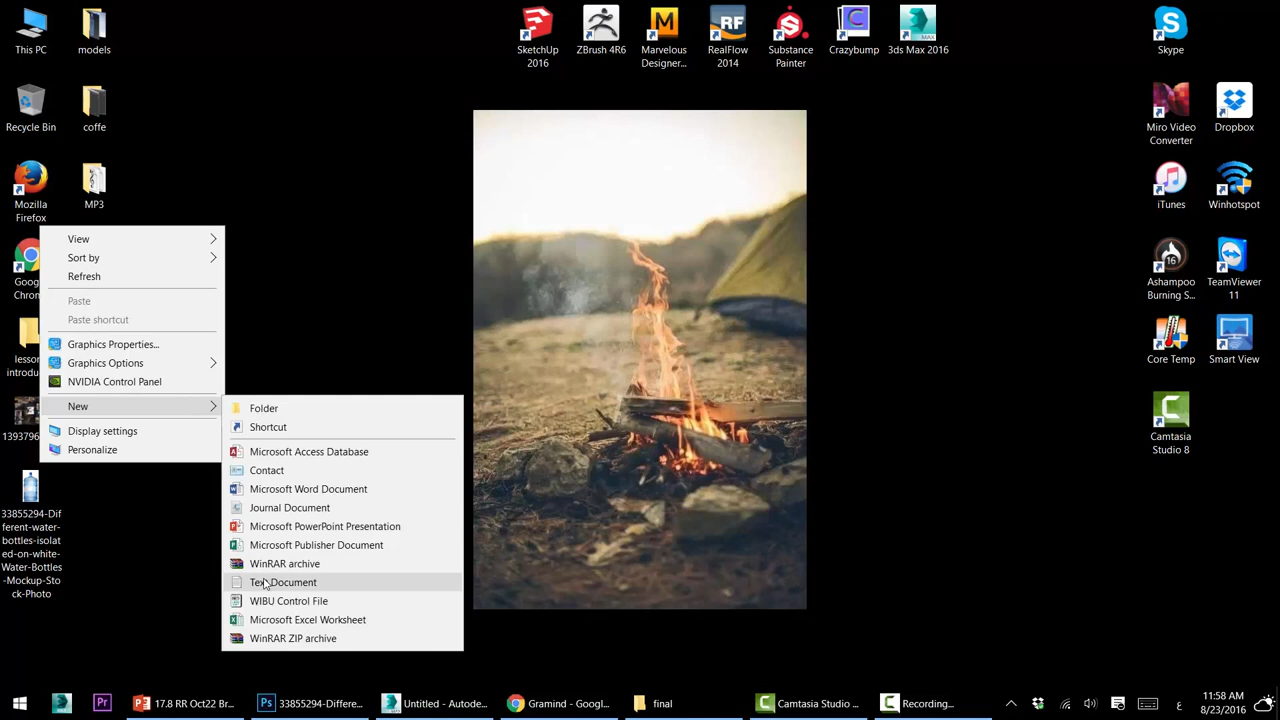 This PC
models
SketchUp
2016
ZBrush 4R6
Marvelous
Designer...
RealFlow
2014
Substance
Painter
Crazybump
3ds Max 2016
Skype
Recycle Bin
coffe
Miro Video
Converter
Dropbox
Mozilla
Firefox
MP3
iTunes
Winhotspot
Goog
Chron
Ashampoo
Burning S...
TeamViewer
11
lesson
introdu
Core Temp
Smart View
1393796
Camtasia
Studio 8
33855294-Dif
ferent-water
-bottles-isolat
ed-on-white-
Water-Bottles
-Mockup-Sto
ck-Photo
View
Sort by
Refresh
Paste
Paste shortcut
Graphics Properties...
Graphics Options
NVIDIA Control Panel
New
Display settings
Personalize
Folder
Shortcut
Microsoft Access Database
Contact
Microsoft Word Document
Journal Document
Microsoft PowerPoint Presentation
Microsoft Publisher Document
WinRAR archive
Text Document
WIBU Control File
Microsoft Excel Worksheet
WinRAR ZIP archive
17.8 RR Oct22 Br...
33855294-Differe...
Untitled - Autode...
Gramind - Googl...
final
Camtasia Studio ...
Recording...
ع
11:58 AM
8/23/2016